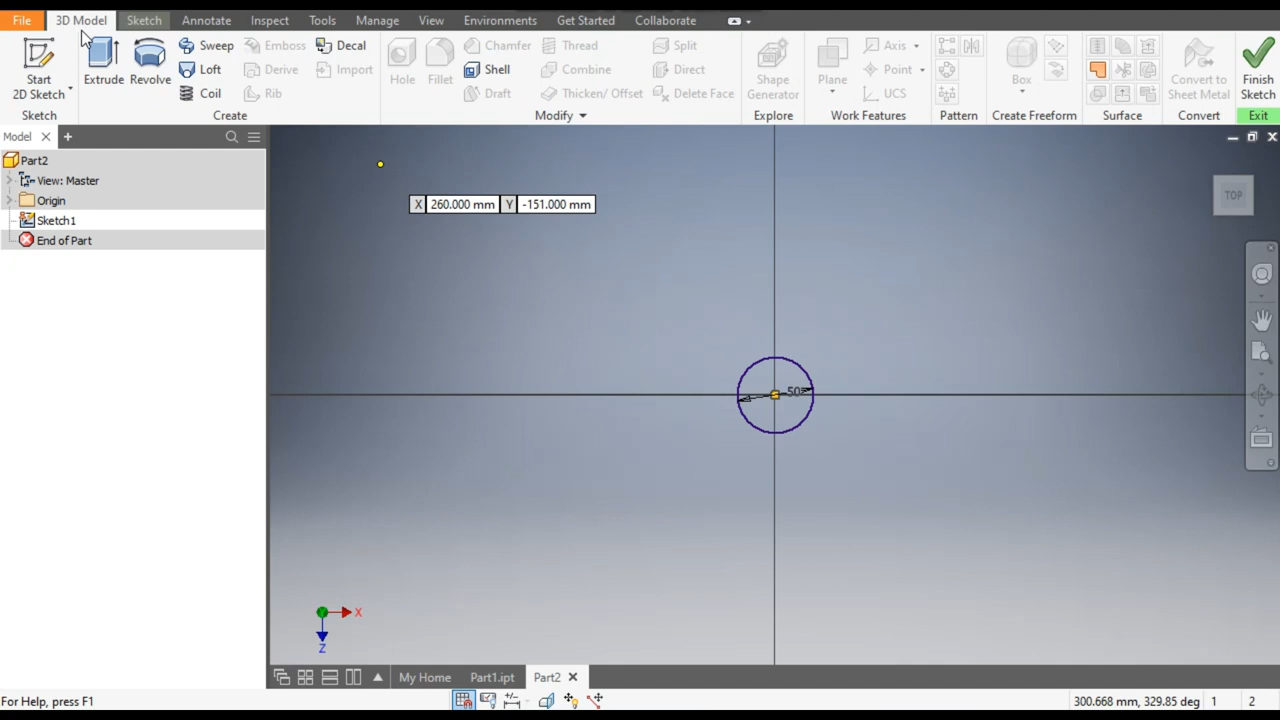 File 3D Model Sketch Annotate Inspect Tools Manage View Environments Get Started Collaborate
Start
2D Sketch
Extrude
Revolve
Sweep
Loft
Coil
Emboss
Derive
Rib
Decal
Import
Hole
Fillet
Chamfer
Shell
Draft
Thread
Combine
Thicken/ Offset
Split
Direct
Delete Face
Shape
Generator
Plane
Axis
Point
UCS
Box
Convert to
Sheet Metal
Finish
Sketch
Sketch Create Modify Explore Work Features Pattern Create Freeform Surface Convert Exit
Model
Part2
View: Master
Origin
Sketch1
End of Part
X 260.000 mm Y -151.000 mm
TOP
50
X
Z
My Home Part1.ipt Part2
For Help, press F1
300.668 mm, 329.85 deg 1 2